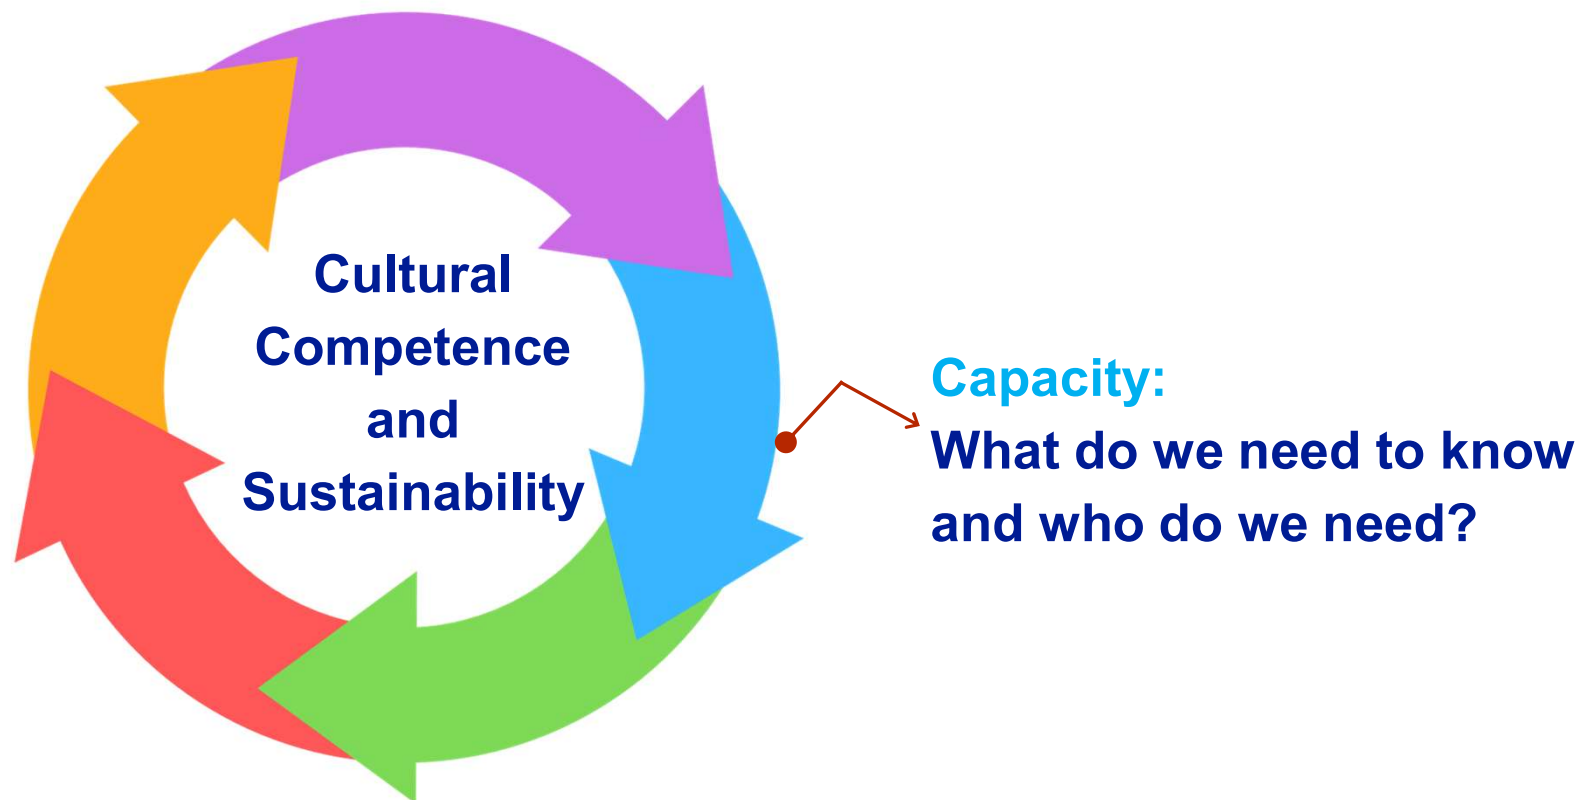 Cultural
Competence
and
Sustainability
Capacity:
What do we need to know
and who do we need?